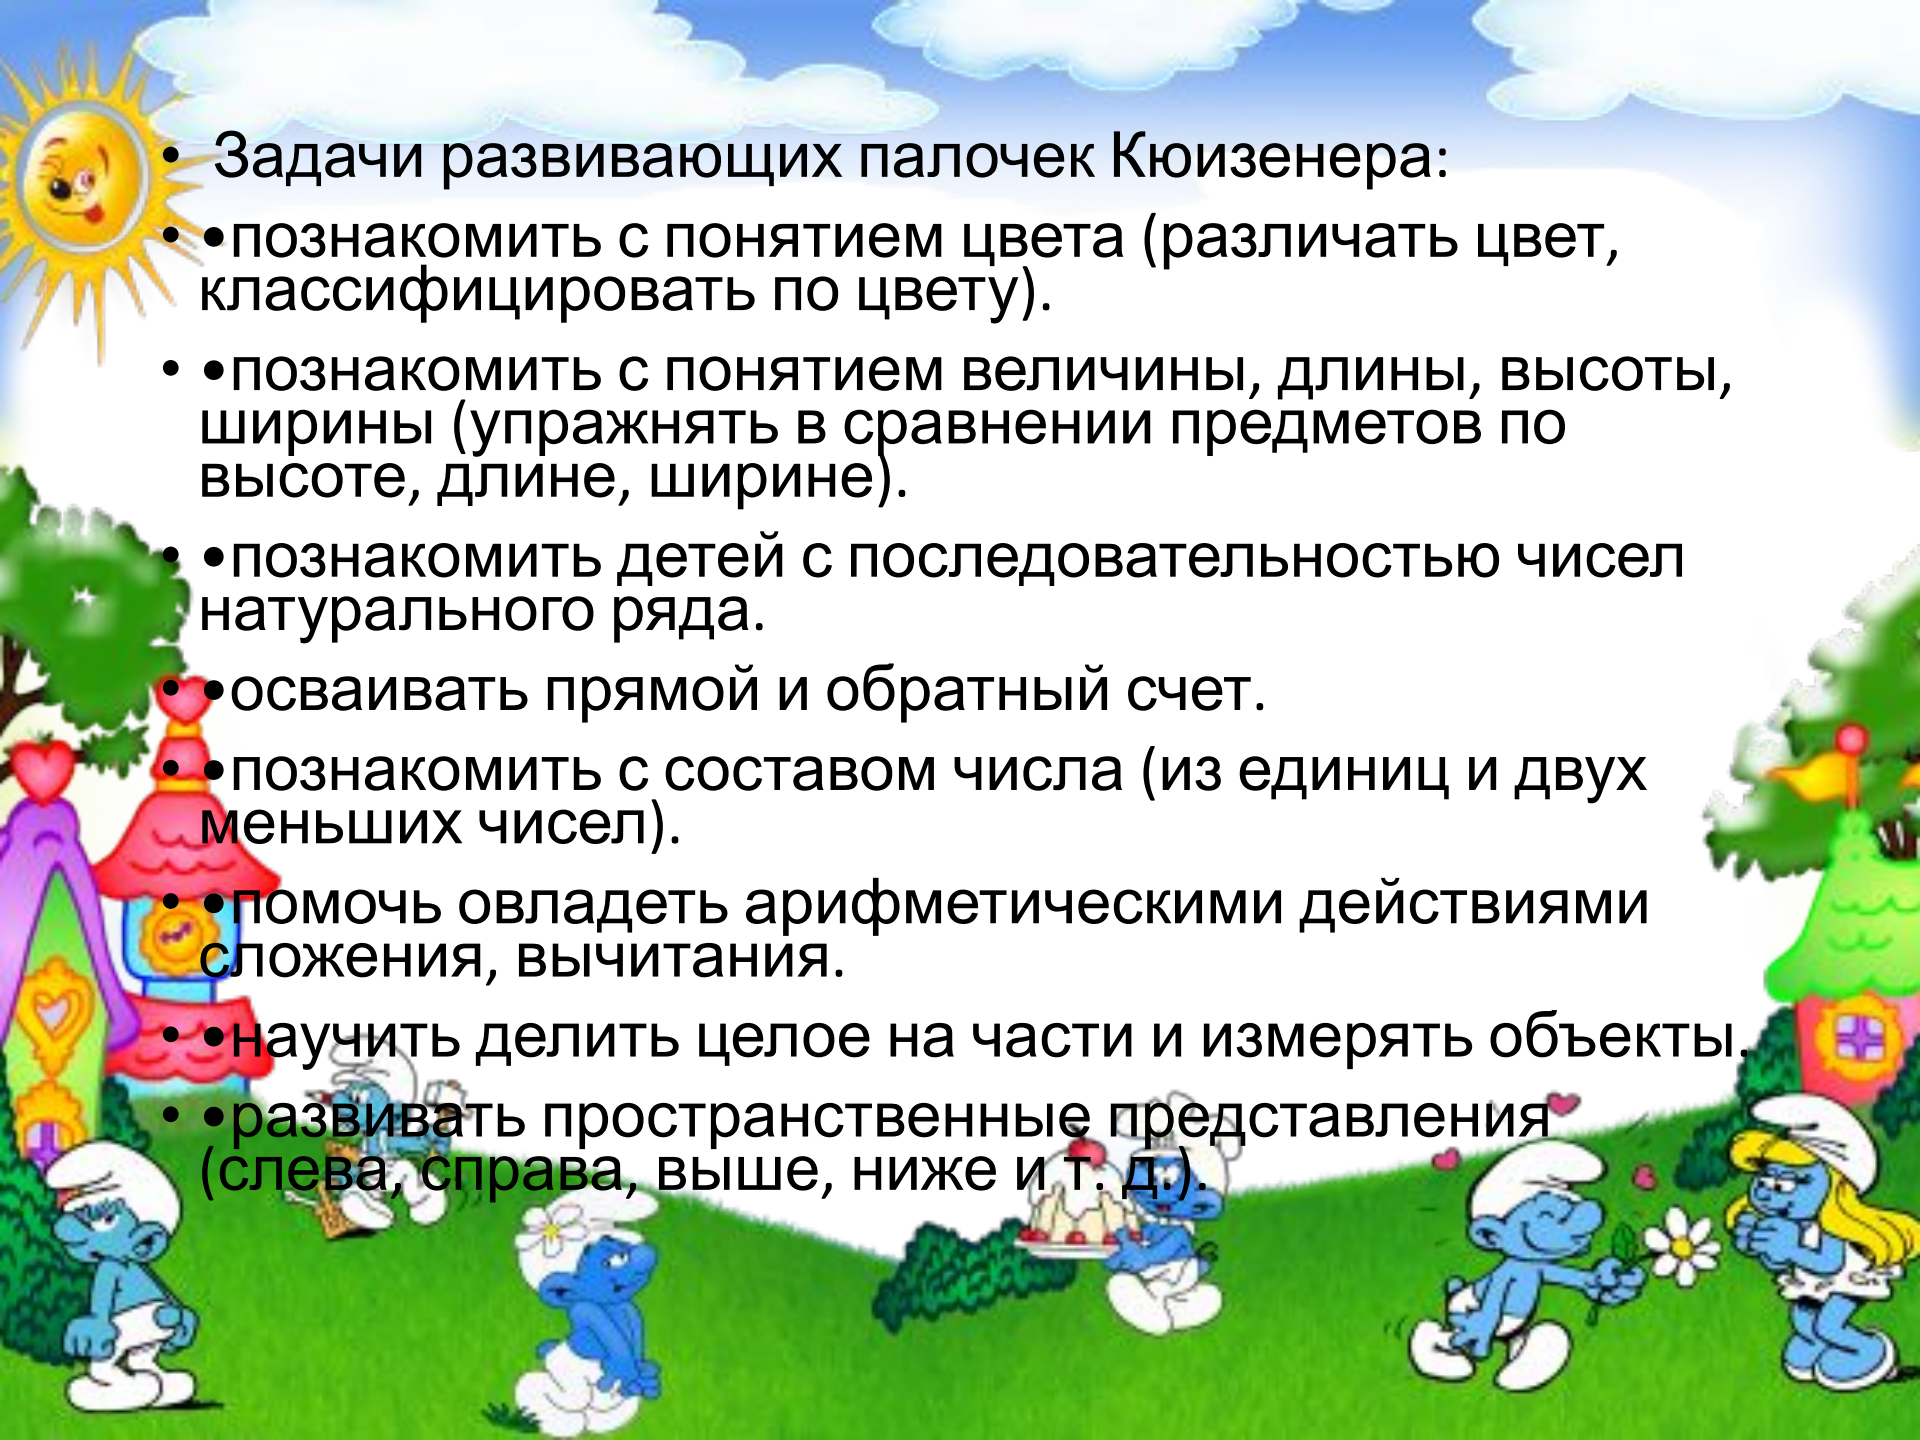 • Задачи развивающих палочек Кюизенера:
• •познакомить с понятием цвета (различать цвет,
классифицировать по цвету).
• •познакомить с понятием величины, длины, высоты,
ширины (упражнять в сравнении предметов по
высоте, длине, ширине).
• •познакомить детей с последовательностью чисел
натурального ряда.
• •осваивать прямой и обратный счет.
• •познакомить с составом числа (из единиц и двух
меньших чисел).
• •помочь овладеть арифметическими действиями
сложения, вычитания.
• •научить делить целое на части и измерять объекты.
• •развивать пространственные представления
(слева, справа, выше, ниже и т. д.).